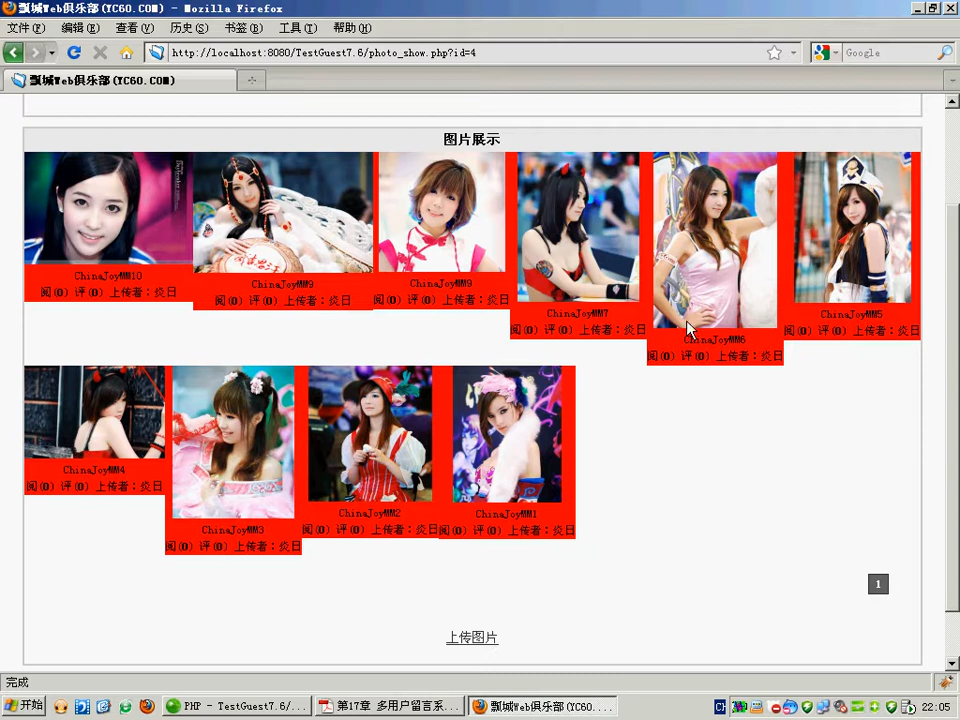 瓢城Web俱乐部(YC60.COM) - Mozilla Firefox
文件(F) 编辑(E) 查看(V) 历史(S) 书签(B) 工具(T) 帮助(H)
http://localhost:8080/TestGuest7.6/photo_show.php?id=4
Google
瓢城Web俱乐部(YC60.COM)
图片展示
ChinaJoyMM10
阅(0) 评(0) 上传者：炎日
ChinaJoyMM9
阅(0) 评(0) 上传者：炎日
ChinaJoyMM9
阅(0) 评(0) 上传者：炎日
ChinaJoyMM7
阅(0) 评(0) 上传者：炎日
ChinaJoyMM6
阅(0) 评(0) 上传者：炎日
ChinaJoyMM5
阅(0) 评(0) 上传者：炎日
ChinaJoyMM4
阅(0) 评(0) 上传者：炎日
ChinaJoyMM3
阅(0) 评(0) 上传者：炎日
ChinaJoyMM2
阅(0) 评(0) 上传者：炎日
ChinaJoyMM1
阅(0) 评(0) 上传者：炎日
1
上传图片
完成
开始
PHP - TestGuest7.6/...
第17章 多用户留言系...
瓢城Web俱乐部(YC60....
CH
22:05